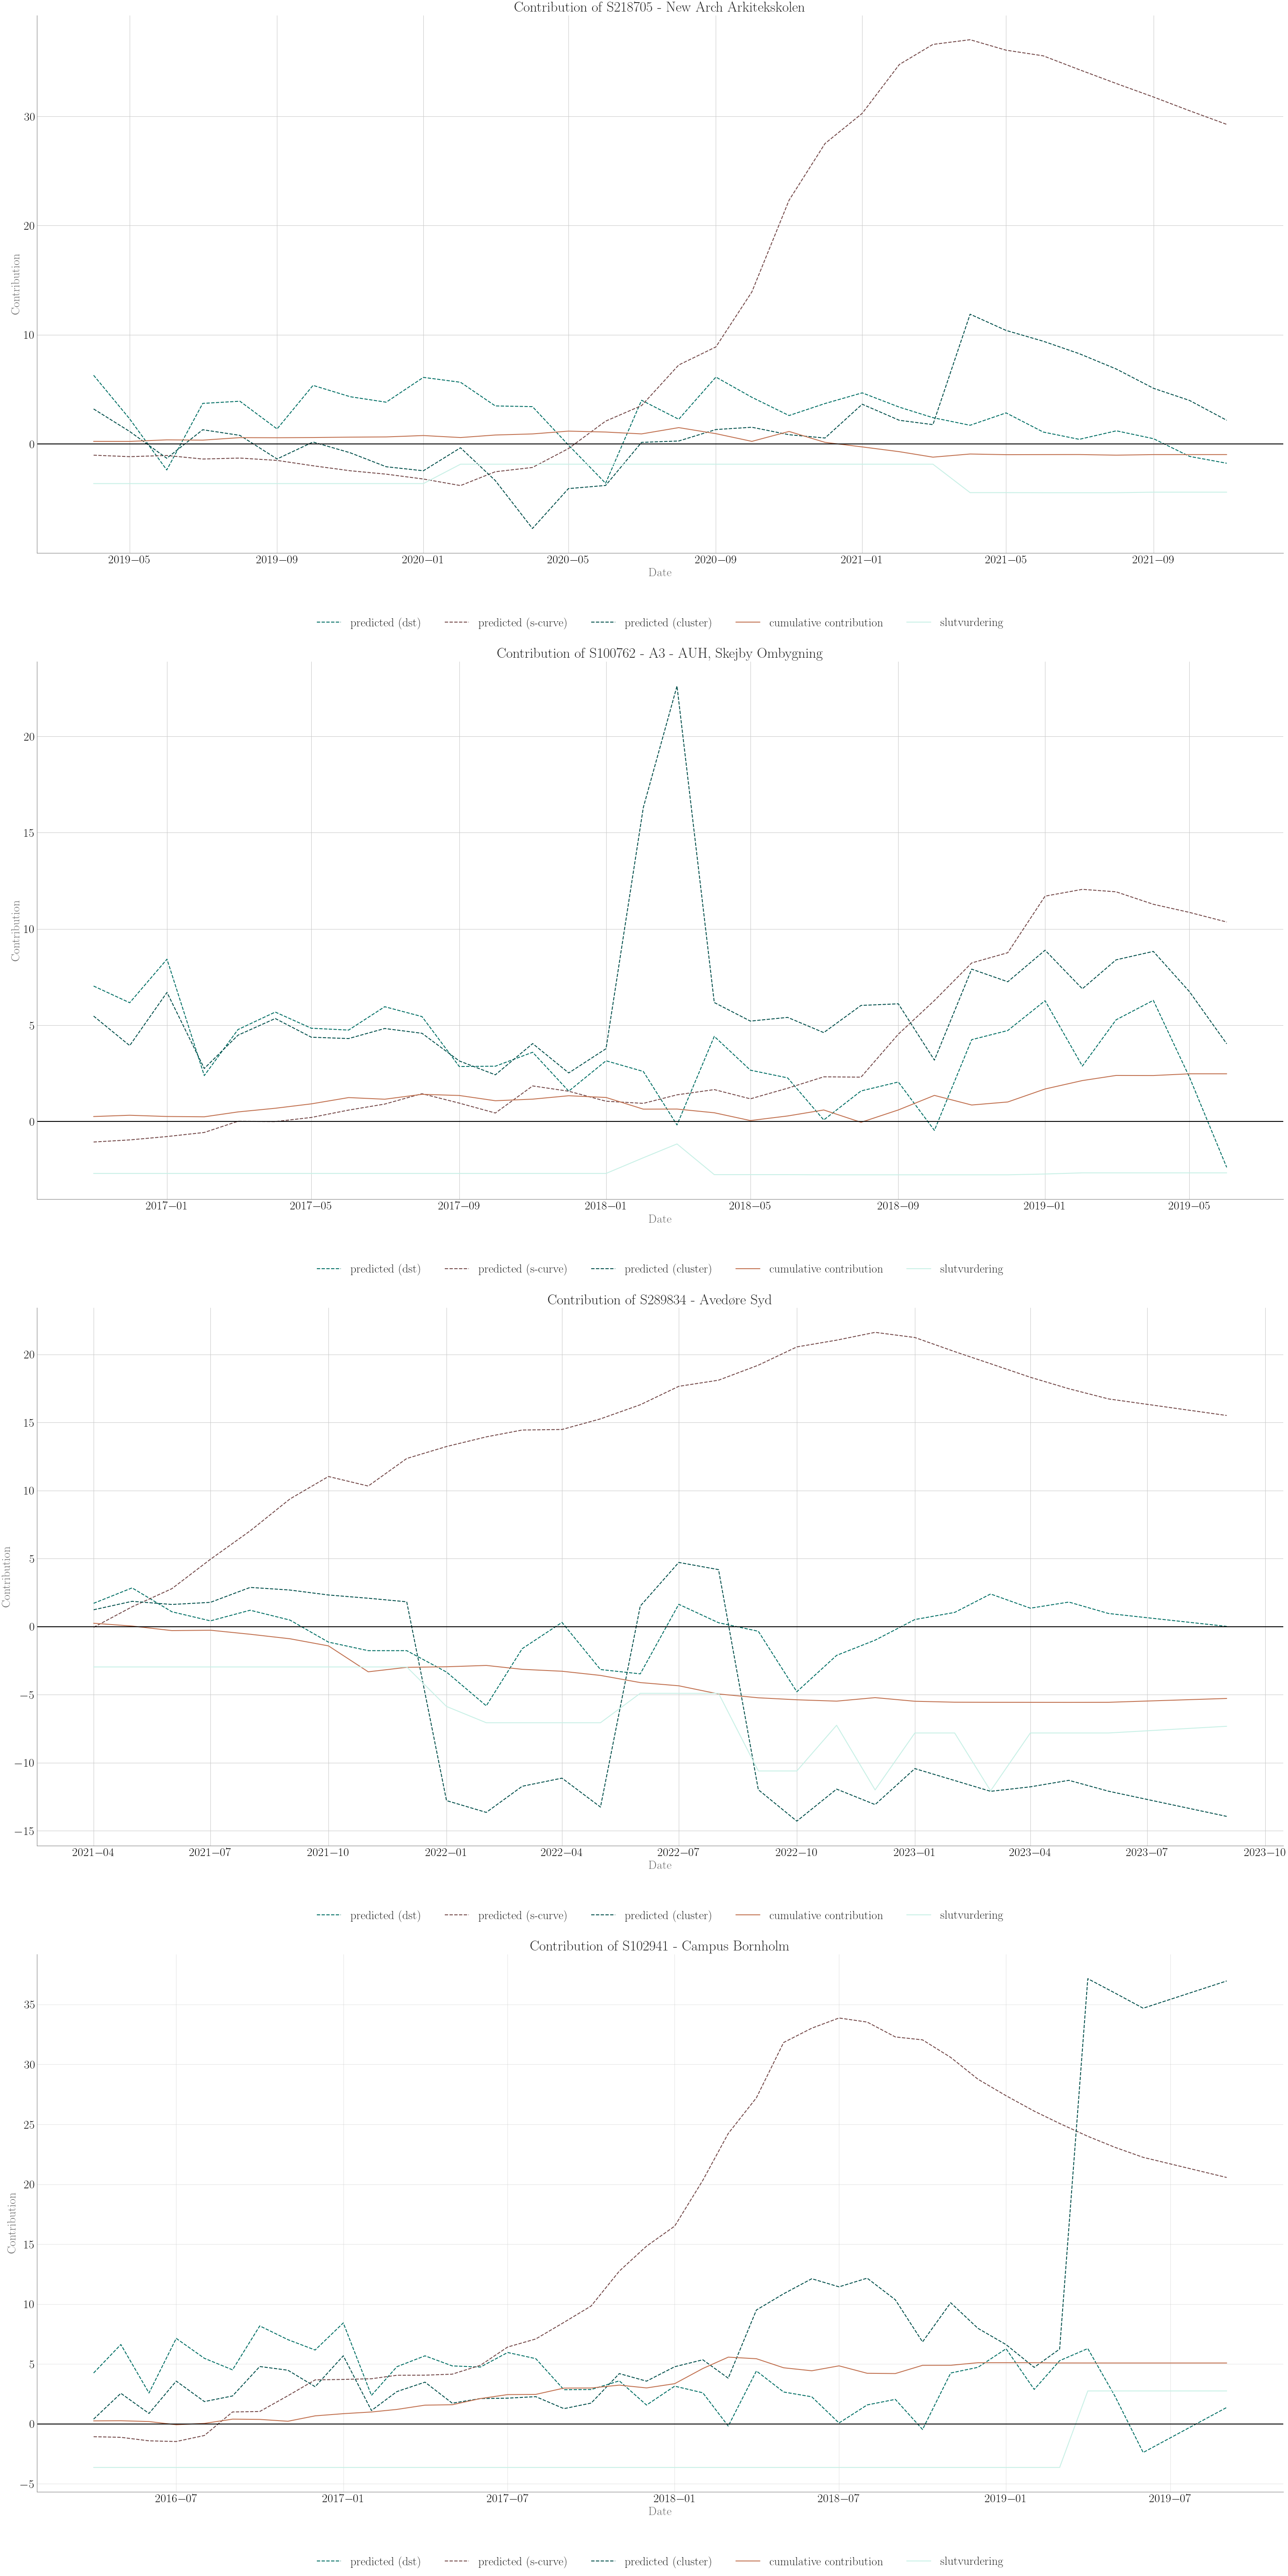 Contribution of S218705 - New Arch Arkitekskolen
30
20
10
0
Contribution
2019−05 2019−09 2020−01 2020−05 2020−09 2021−01 2021−05 2021−09
Date
predicted (dst) predicted (s-curve) predicted (cluster) cumulative contribution slutvurdering
Contribution of S100762 - A3 - AUH, Skejby Ombygning
20
15
10
5
0
Contribution
2017−01 2017−05 2017−09 2018−01 2018−05 2018−09 2019−01 2019−05
Date
predicted (dst) predicted (s-curve) predicted (cluster) cumulative contribution slutvurdering
Contribution of S289834 - Avedøre Syd
20
15
10
5
0
−5
−10
−15
Contribution
2021−04 2021−07 2021−10 2022−01 2022−04 2022−07 2022−10 2023−01 2023−04 2023−07 2023−10
Date
predicted (dst) predicted (s-curve) predicted (cluster) cumulative contribution slutvurdering
Contribution of S102941 - Campus Bornholm
35
30
25
20
15
10
5
0
−5
Contribution
2016−07 2017−01 2017−07 2018−01 2018−07 2019−01 2019−07
Date
predicted (dst) predicted (s-curve) predicted (cluster) cumulative contribution slutvurdering